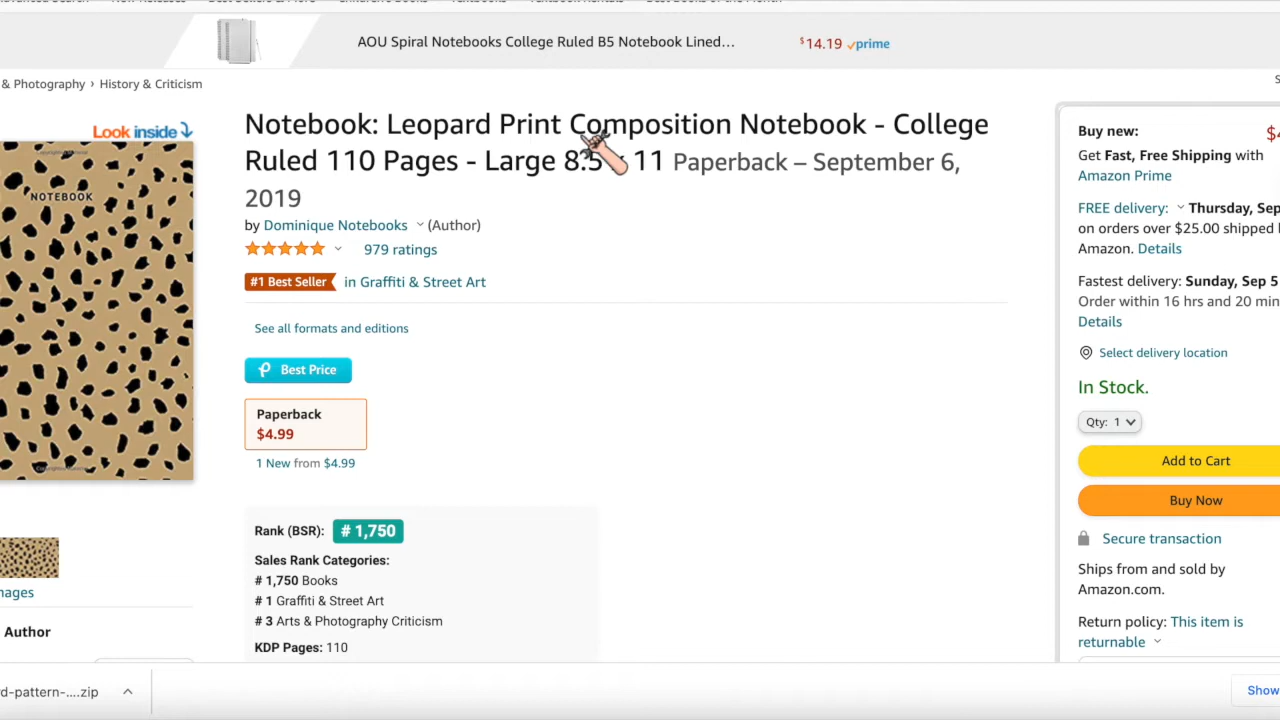 AOU Spiral Notebooks College Ruled B5 Notebook Lined...
$14.19 prime
& Photography › History & Criticism
Look inside
NOTEBOOK
Notebook: Leopard Print Composition Notebook - College
Ruled 110 Pages - Large 8.5 11 Paperback – September 6,
2019
by Dominique Notebooks (Author)
979 ratings
#1 Best Seller in Graffiti & Street Art
See all formats and editions
Best Price
Paperback
$4.99
1 New from $4.99
Rank (BSR): # 1,750
Sales Rank Categories:
# 1,750 Books
# 1 Graffiti & Street Art
# 3 Arts & Photography Criticism
KDP Pages: 110
mages
Author
d-pattern-....zip
Buy new:
Get Fast, Free Shipping with
Amazon Prime
FREE delivery: Thursday, Sep
on orders over $25.00 shipped
Amazon. Details
Fastest delivery: Sunday, Sep 5
Order within 16 hrs and 20 min
Details
Select delivery location
In Stock.
Qty: 1
Add to Cart
Buy Now
Secure transaction
Ships from and sold by
Amazon.com.
Return policy: This item is
returnable
Show